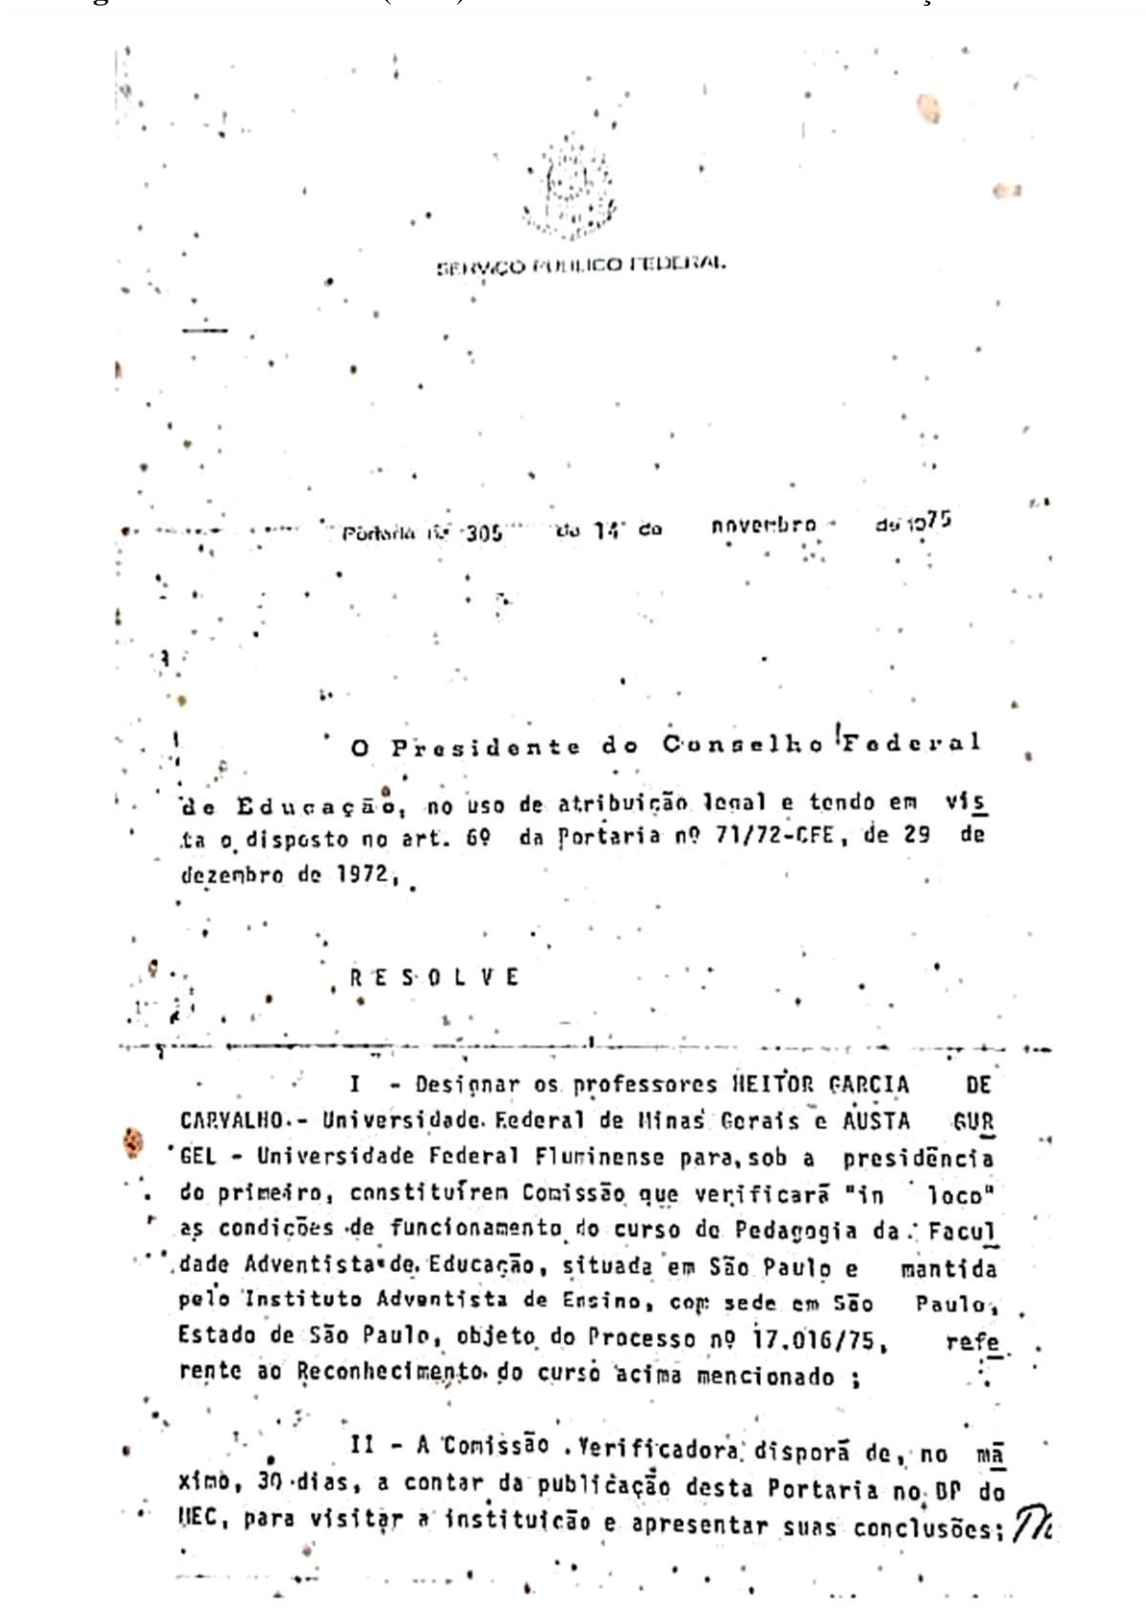 SERVIÇO PUBLICO FEDERAL
Portaria nº 305 de 14 de novembro de 1975
O Presidente do Conselho Federal
de Educação, no uso de atribuição legal e tendo em vis
ta o disposto no art. 6º da Portaria nº 71/72-CFE, de 29 de
dezembro de 1972,
R E S O L V E
I - Designar os professores HEITOR GARCIA DE
CARVALHO - Universidade Federal de Minas Gerais e AUSTA GUR
GEL - Universidade Federal Fluminense para, sob a presidência
do primeiro, constituírem Comissão que verificará "in loco"
as condições de funcionamento do curso de Pedagogia da Facul
dade Adventista de Educação, situada em São Paulo e mantida
pelo Instituto Adventista de Ensino, com sede em São Paulo,
Estado de São Paulo, objeto do Processo nº 17.016/75, refe
rente ao Reconhecimento do curso acima mencionado ;
II - A Comissão Verificadora disporá de, no má
ximo, 30 dias, a contar da publicação desta Portaria no DP do
MEC, para visitar a instituicão e apresentar suas conclusões;